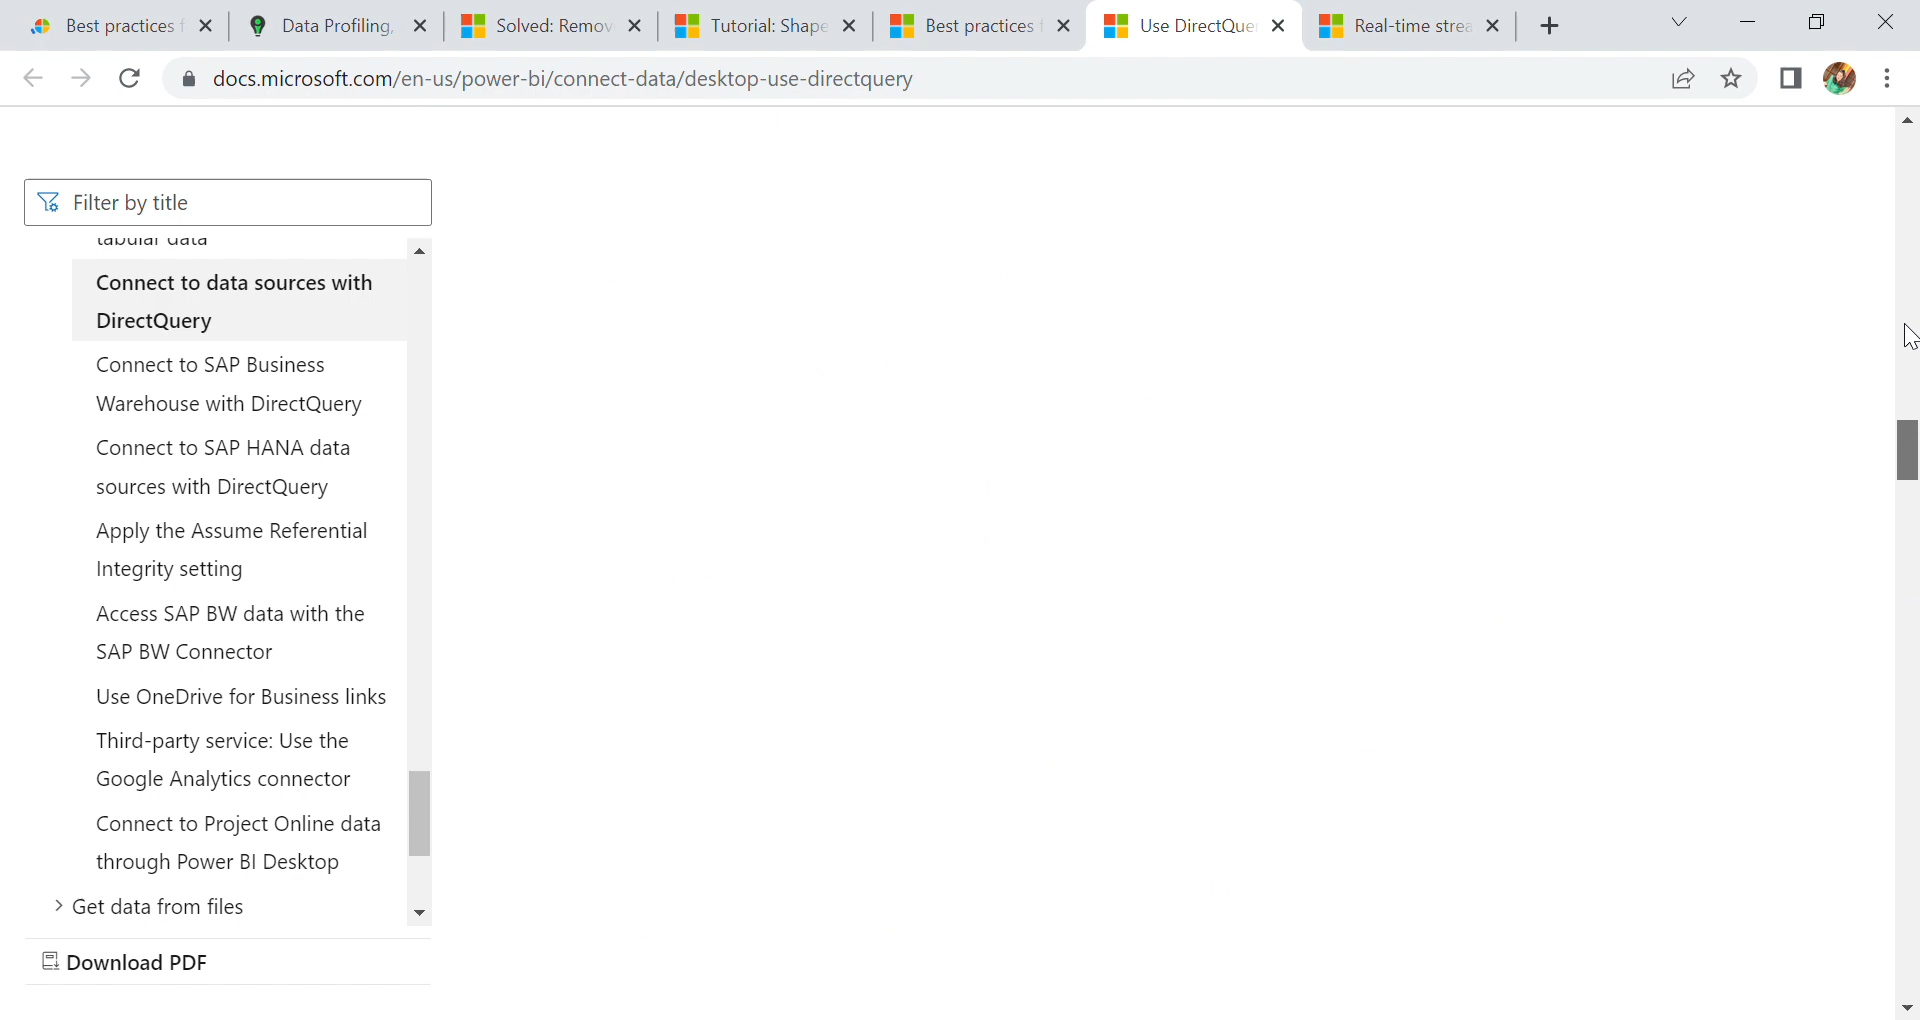 Best practices f
Data Profiling,
Solved: Remov
Tutorial: Shape
Best practices f
Use DirectQue
Real-time strea
docs.microsoft.com/en-us/power-bi/connect-data/desktop-use-directquery
Filter by title
tabular data
Connect to data sources with
DirectQuery
Connect to SAP Business
Warehouse with DirectQuery
Connect to SAP HANA data
sources with DirectQuery
Apply the Assume Referential
Integrity setting
Access SAP BW data with the
SAP BW Connector
Use OneDrive for Business links
Third-party service: Use the
Google Analytics connector
Connect to Project Online data
through Power BI Desktop
Get data from files
Download PDF